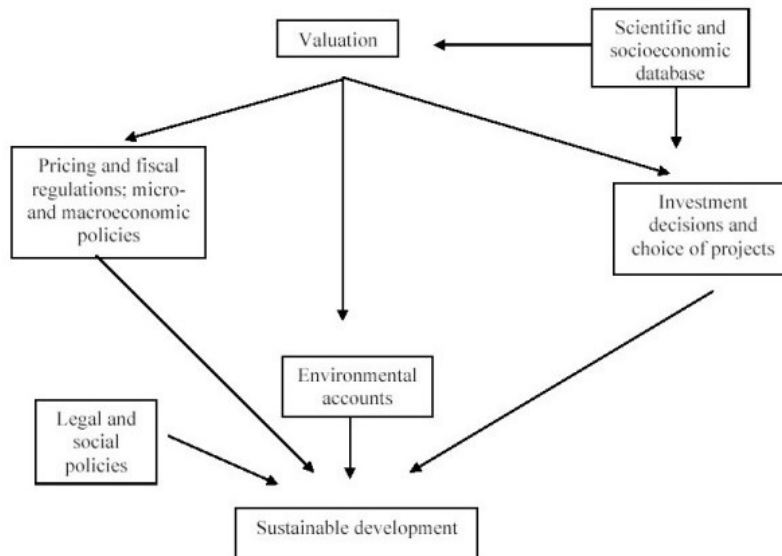 Valuation
Scientific and
socioeconomic
database
Pricing and fiscal
regulations; micro-
and macroeconomic
policies
Investment
decisions and
choice of projects
Environmental
accounts
Legal and
social
policies
Sustainable development